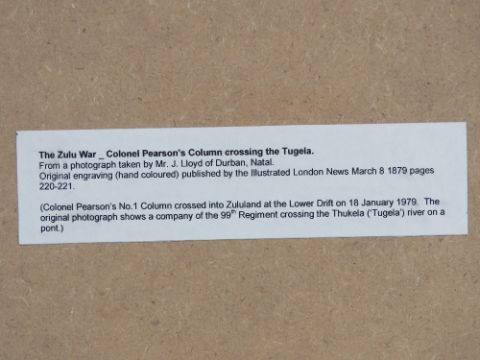 The Zulu War _ Colonel Pearson's Column crossing the Tugela.
From a photograph taken by Mr. J. Lloyd of Durban, Natal.
Original engraving (hand coloured) published by the Illustrated London News March 8 1879 pages
220-221.
(Colonel Pearson's No.1 Column crossed into Zululand at the Lower Drift on 18 January 1979. The
original photograph shows a company of the 99th Regiment crossing the Thukela ('Tugela') river on a
pont.)